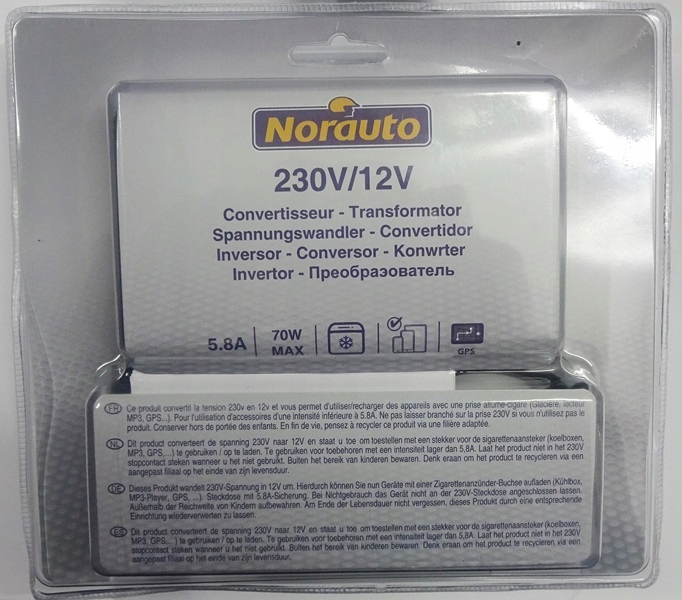 Norauto
230V/12V
Convertisseur - Transformator
Spannungswandler - Convertidor
Inversor - Conversor - Konwrter
Invertor - Преобразователь
5.8A
70W
MAX
GPS
FR Ce produit convertit la tension 230v en 12v et vous permet d'utiliser/recharger des appareils avec une prise allume-cigare (Glacière, lecteur
MP3, GPS...). Pour l'utilisation d'accessoires d'une intensité inférieure à 5.8A. Ne pas laisser branché sur la prise 230V si vous n'utilisez pas le
produit. Conserver hors de portée des enfants. En fin de vie, pensez à recycler ce produit via une filière adaptée.
NL Dit product converteert de spanning 230V naar 12V en staat u toe om toestellen met een stekker voor de sigarettenaansteker (koelboxen,
MP3, GPS,...) te gebruiken / op te laden. Te gebruiken voor toebehoren met een intensiteit lager dan 5,8A. Laat het product niet in het 230V
stopcontact steken wanneer u het niet gebruikt. Buiten het bereik van kinderen bewaren. Denk eraan om het product te recycleren via een
aangepast filiaal op het einde van zijn levensduur.
DE Dieses Produkt wandelt 230V-Spannung in 12V um. Hierdurch können Sie nun Geräte mit einer Zigarettenanzünder-Buchse aufladen (Kühlbox,
MP3-Player, GPS, ...). Steckdose mit 5.8A-Sicherung. Bei Nichtgebrauch das Gerät nicht an der 230V-Steckdose angeschlossen lassen.
Außerhalb der Reichweite von Kindern aufbewahren. Am Ende der Lebensdauer nicht vergessen, dieses Produkt durch eine entsprechende
Einrichtung wiederverwerten zu lassen.
ES Dit product converteert de spanning 230V naar 12V en staat u toe om toestellen met een stekker voor de sigarettenaansteker (koelboxen,
MP3, GPS,...) te gebruiken / op te laden. Te gebruiken voor toebehoren met een intensiteit lager dan 5,8A. Laat het product niet in het 230V
stopcontact steken wanneer u het niet gebruikt. Buiten het bereik van kinderen bewaren. Denk eraan om het product te recycleren via een
aangepast filiaal op het einde van zijn levensduur.